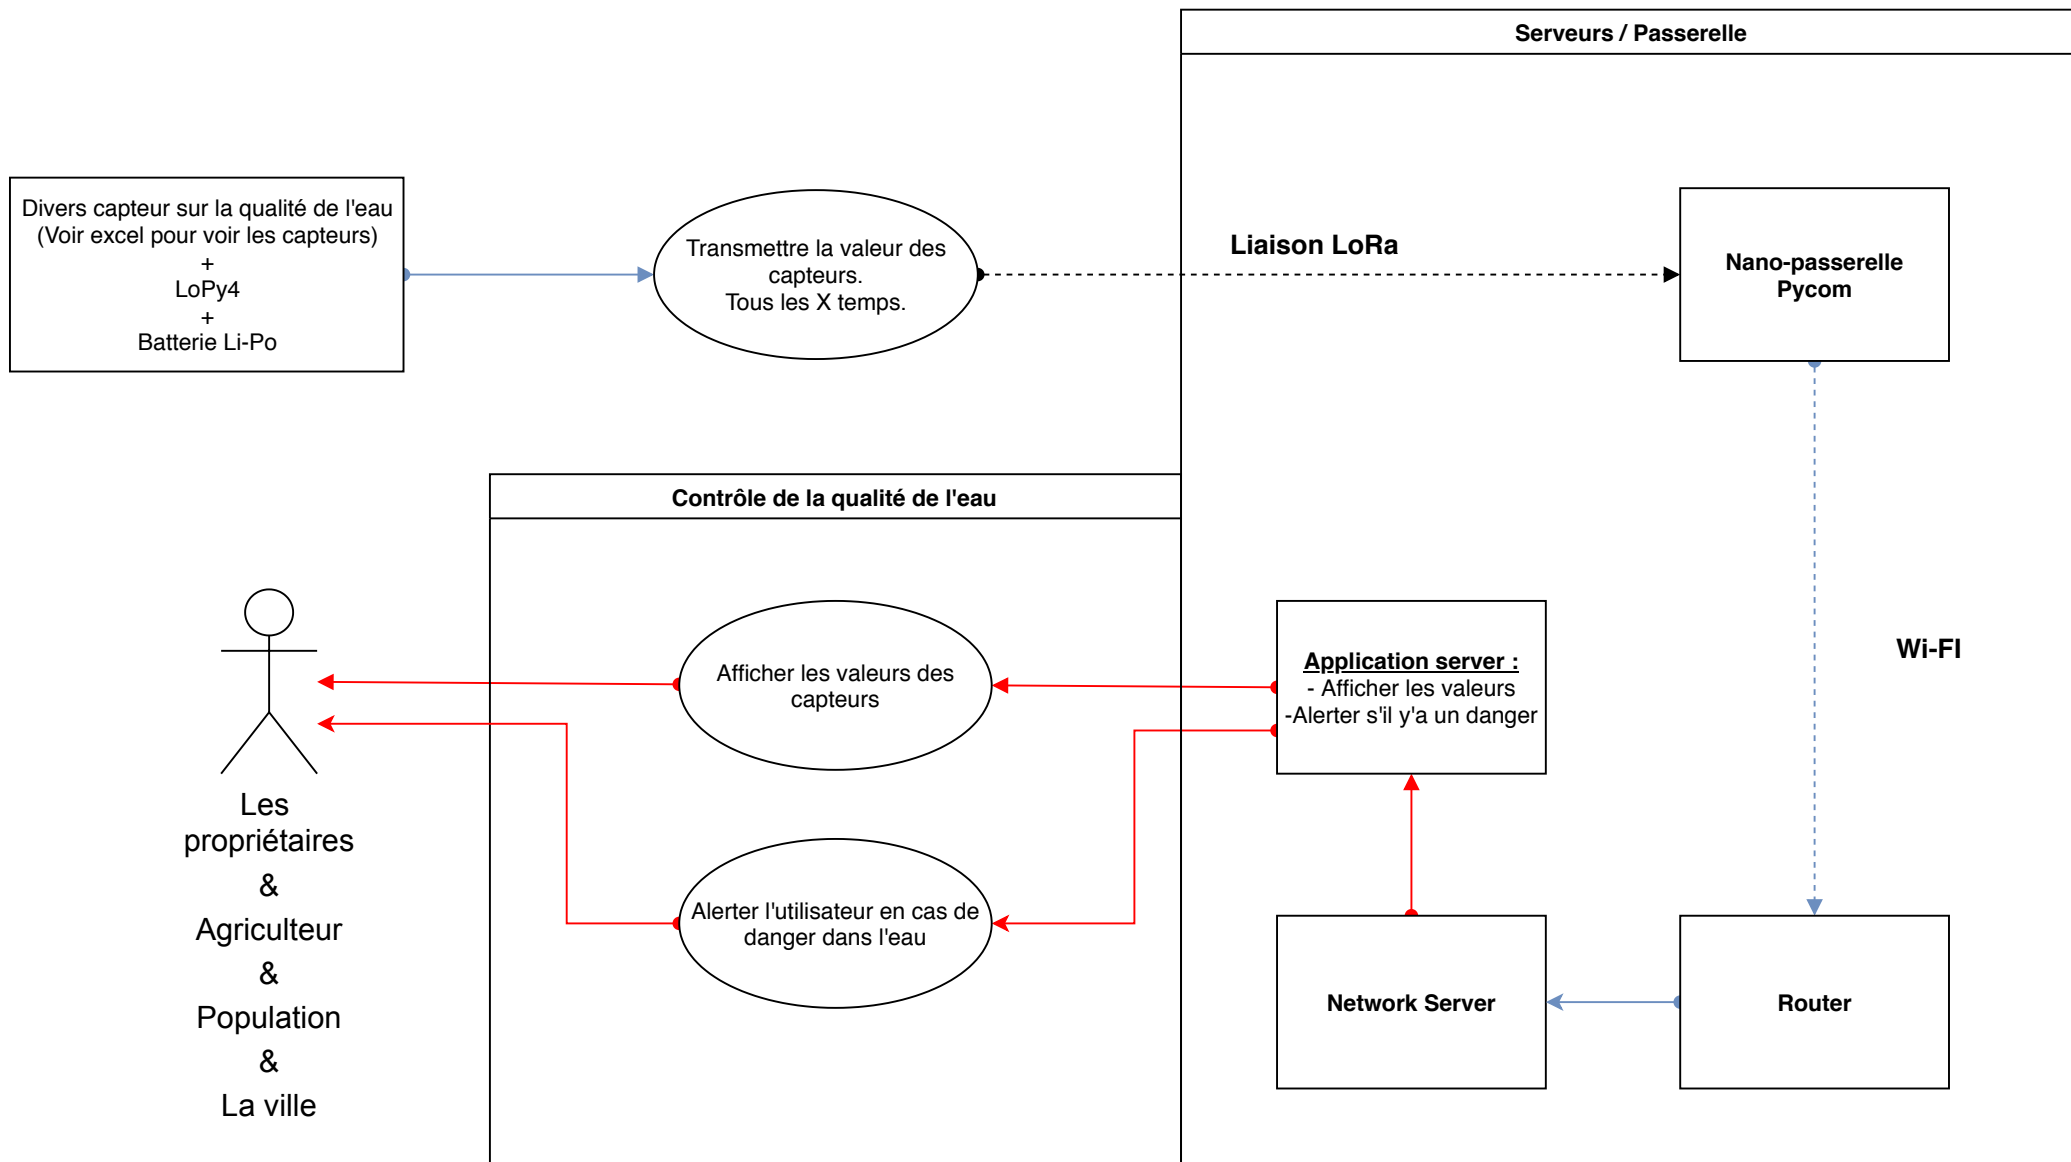 Serveurs / Passerelle
Divers capteur sur la qualité de l'eau
(Voir excel pour voir les capteurs)
+
LoPy4
+
Batterie Li-Po
Transmettre la valeur des
capteurs.
Tous les X temps.
Liaison LoRa
Nano-passerelle
Pycom
Contrôle de la qualité de l'eau
Afficher les valeurs des
capteurs
Application server :
- Afficher les valeurs
-Alerter s'il y'a un danger
Wi-FI
Les
propriétaires
&
Agriculteur
&
Population
&
La ville
Alerter l'utilisateur en cas de
danger dans l'eau
Network Server
Router